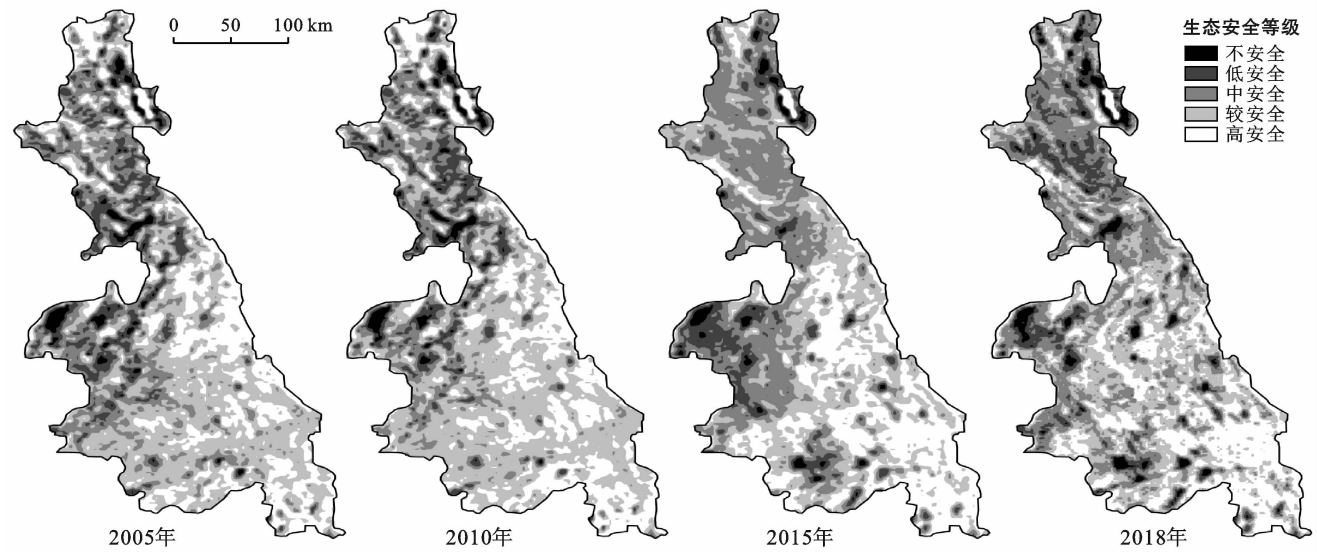 0 50 100 km
生态安全等级
不安全
低安全
中安全
较安全
高安全
2005年
2010年
2015年
2018年